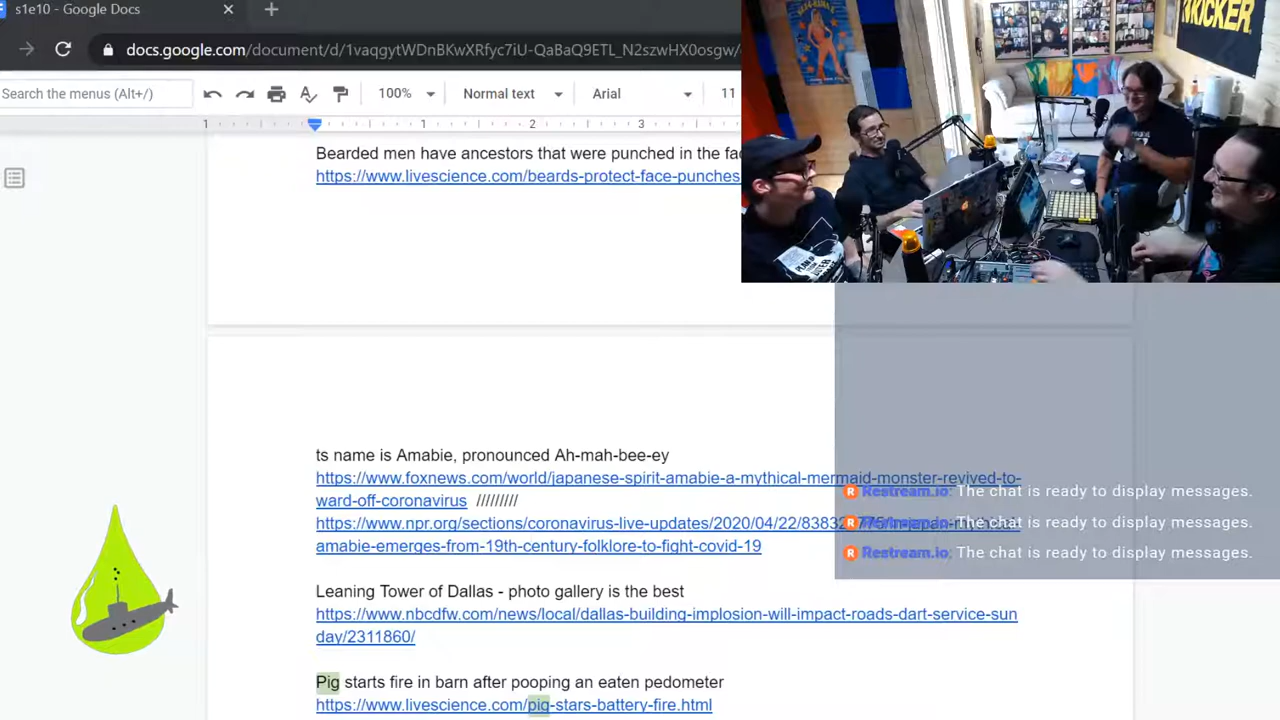 s1e10 - Google Docs
docs.google.com/document/d/1vaqgytWDnBKwXRfyc7iU-QaBaQ9ETL_N2szwHX0osgw/
Search the menus (Alt+/)
100%
Normal text
Arial
11
1
1
2
3
KICKER
Bearded men have ancestors that were punched in the fac
https://www.livescience.com/beards-protect-face-punches
ts name is Amabie, pronounced Ah-mah-bee-ey
https://www.foxnews.com/world/japanese-spirit-amabie-a-mythical-mermaid-monster-revived-to-
ward-off-coronavirus /////////
https://www.npr.org/sections/coronavirus-live-updates/2020/04/22/8383
amabie-emerges-from-19th-century-folklore-to-fight-covid-19
Restream.io: The chat is ready to display messages.
Restream.io: The chat is ready to display messages.
Restream.io: The chat is ready to display messages.
Leaning Tower of Dallas - photo gallery is the best
https://www.nbcdfw.com/news/local/dallas-building-implosion-will-impact-roads-dart-service-sun
day/2311860/
Pig starts fire in barn after pooping an eaten pedometer
https://www.livescience.com/pig-stars-battery-fire.html